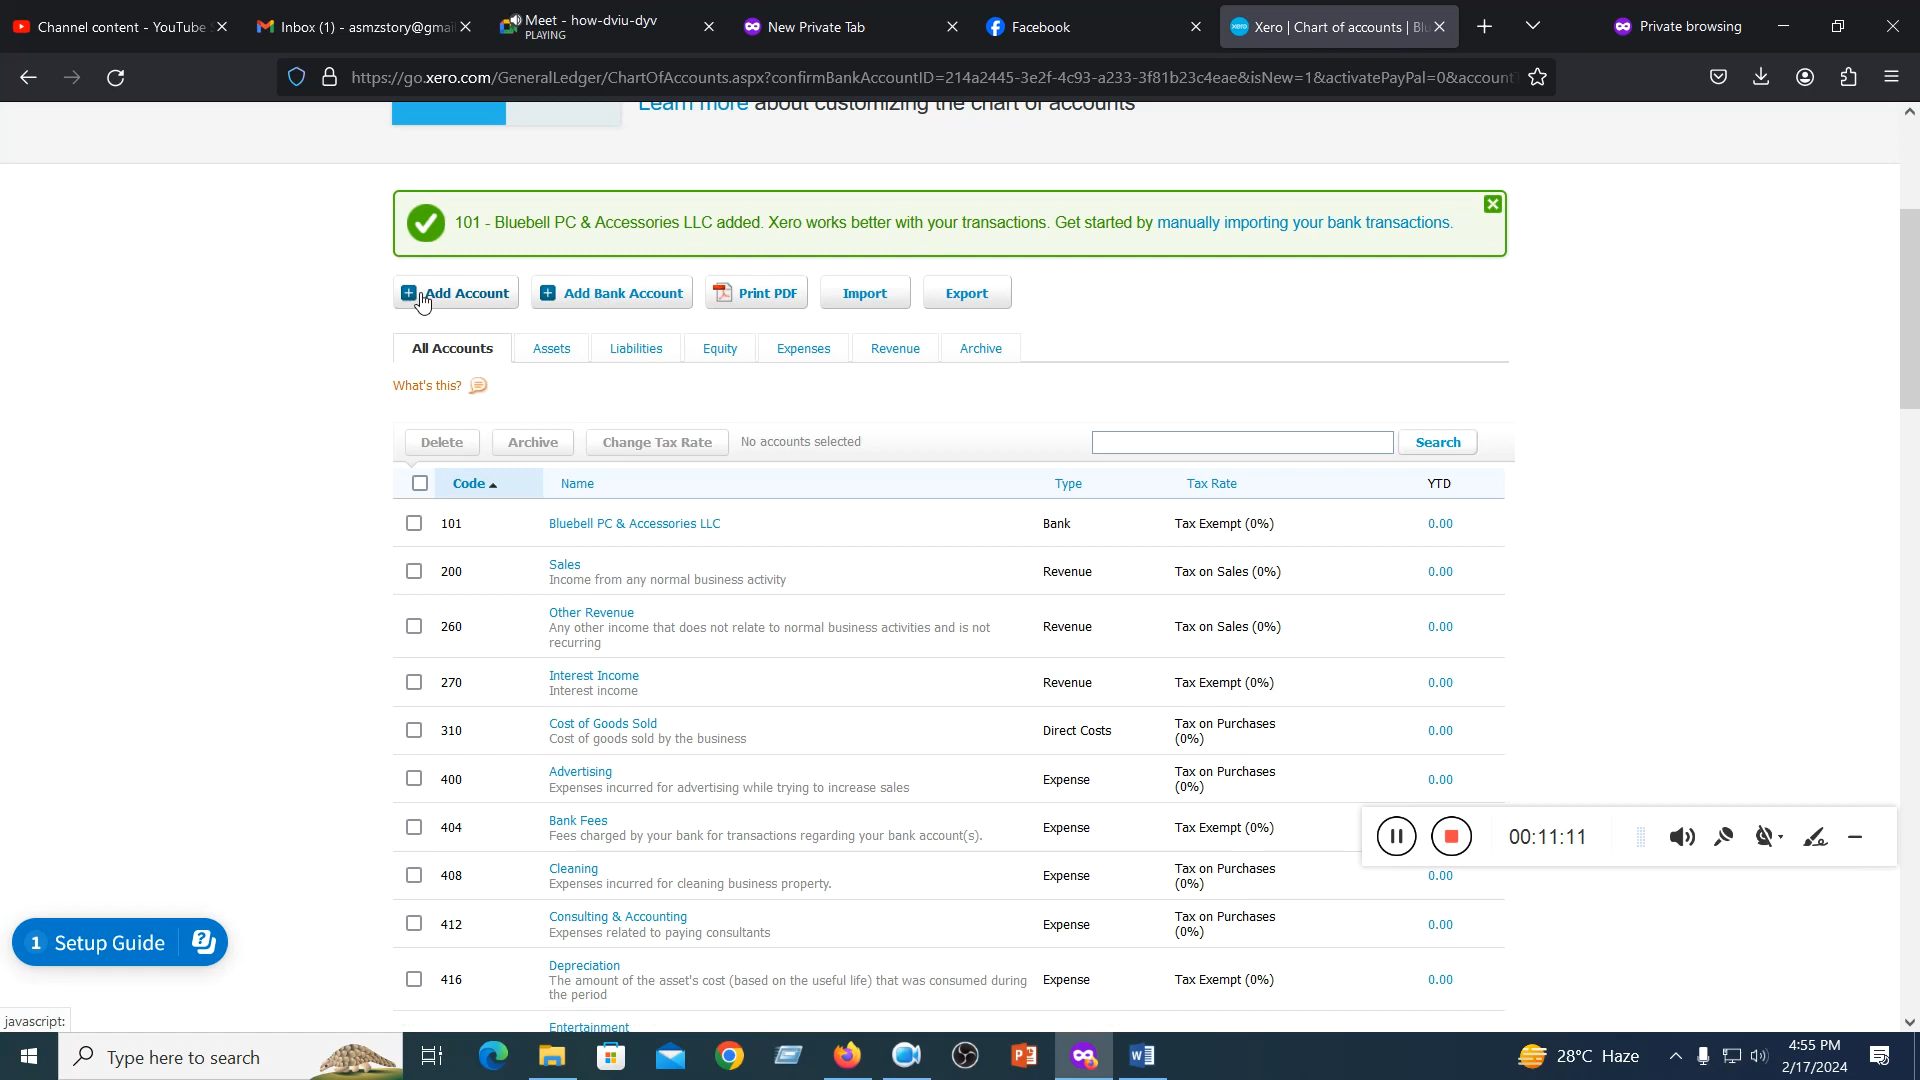 Channel content - YouTube S
Inbox (1) - asmzstory@gmai
Meet - how-dviu-dyv
PLAYING
New Private Tab
Facebook
Xero | Chart of accounts | Bl
Private browsing
https://go.xero.com/GeneralLedger/ChartOfAccounts.aspx?confirmBankAccountID=214a2445-3e2f-4c93-a233-3f81b23c4eae&isNew=1&activatePayPal=0&account
Learn more about customizing the chart of accounts
101 - Bluebell PC & Accessories LLC added. Xero works better with your transactions. Get started by manually importing your bank transactions.
Add Account Add Bank Account Print PDF Import Export
All Accounts Assets Liabilities Equity Expenses Revenue Archive
What's this?
Delete Archive Change Tax Rate No accounts selected Search
Code Name Type Tax Rate YTD
101 Bluebell PC & Accessories LLC Bank Tax Exempt (0%) 0.00
200 Sales Revenue Tax on Sales (0%) 0.00
Income from any normal business activity
260 Other Revenue Revenue Tax on Sales (0%) 0.00
Any other income that does not relate to normal business activities and is not
recurring
270 Interest Income Revenue Tax Exempt (0%) 0.00
Interest income
310 Cost of Goods Sold Direct Costs Tax on Purchases (0%) 0.00
Cost of goods sold by the business
400 Advertising Expense Tax on Purchases (0%) 0.00
Expenses incurred for advertising while trying to increase sales
404 Bank Fees Expense Tax Exempt (0%)
Fees charged by your bank for transactions regarding your bank account(s).
00:11:11
408 Cleaning Expense Tax on Purchases (0%) 0.00
Expenses incurred for cleaning business property.
412 Consulting & Accounting Expense Tax on Purchases (0%) 0.00
Expenses related to paying consultants
416 Depreciation Expense Tax Exempt (0%) 0.00
The amount of the asset's cost (based on the useful life) that was consumed during
the period
Entertainment
1 Setup Guide
javascript:
Type here to search
28°C Haze
4:55 PM
2/17/2024